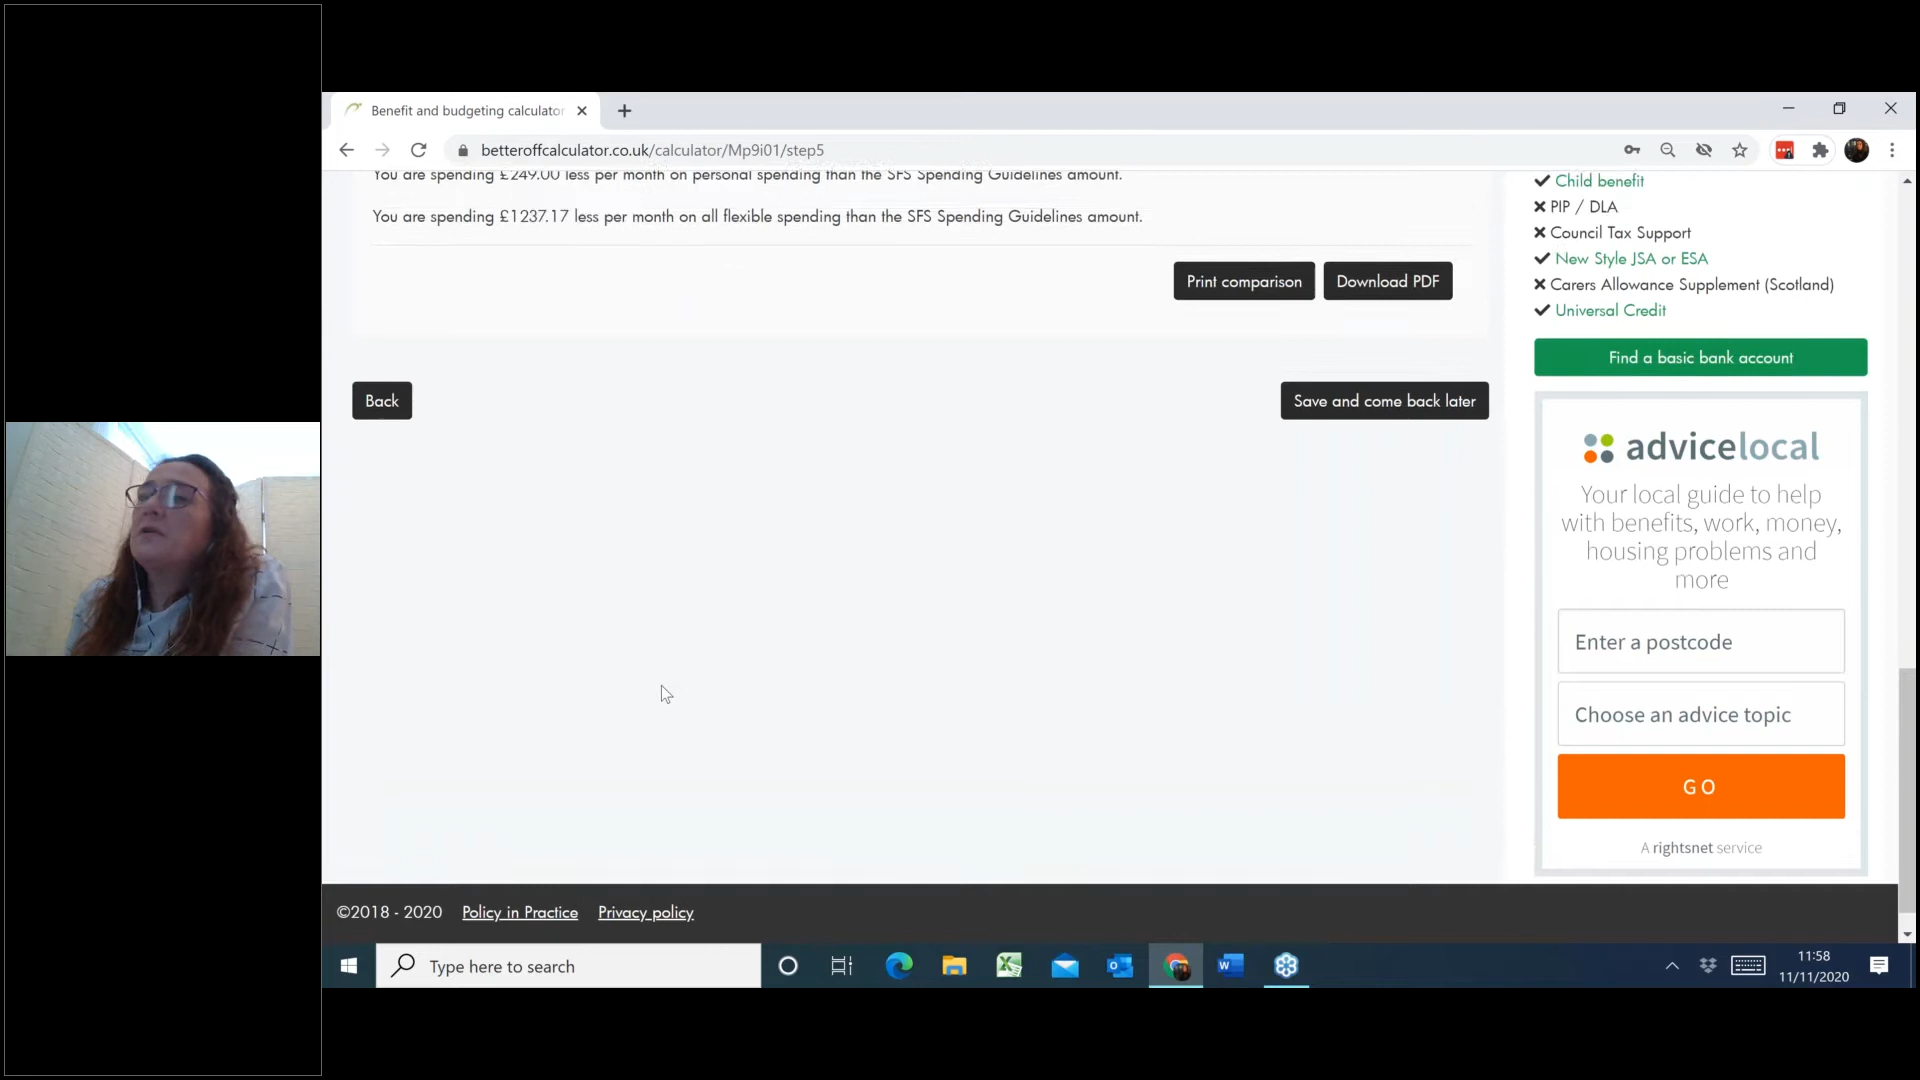 Benefit and budgeting calculator
betteroffcalculator.co.uk/calculator/Mp9i01/step5
You are spending £249.00 less per month on personal spending than the SFS Spending Guidelines amount.
You are spending £1237.17 less per month on all flexible spending than the SFS Spending Guidelines amount.
Print comparison
Download PDF
Back
Save and come back later
Child benefit
PIP / DLA
Council Tax Support
New Style JSA or ESA
Carers Allowance Supplement (Scotland)
Universal Credit
Find a basic bank account
advicelocal
Your local guide to help
with benefits, work, money,
housing problems and
more
Enter a postcode
Choose an advice topic
GO
A rightsnet service
©2018 - 2020 Policy in Practice Privacy policy
Type here to search
11:58
11/11/2020